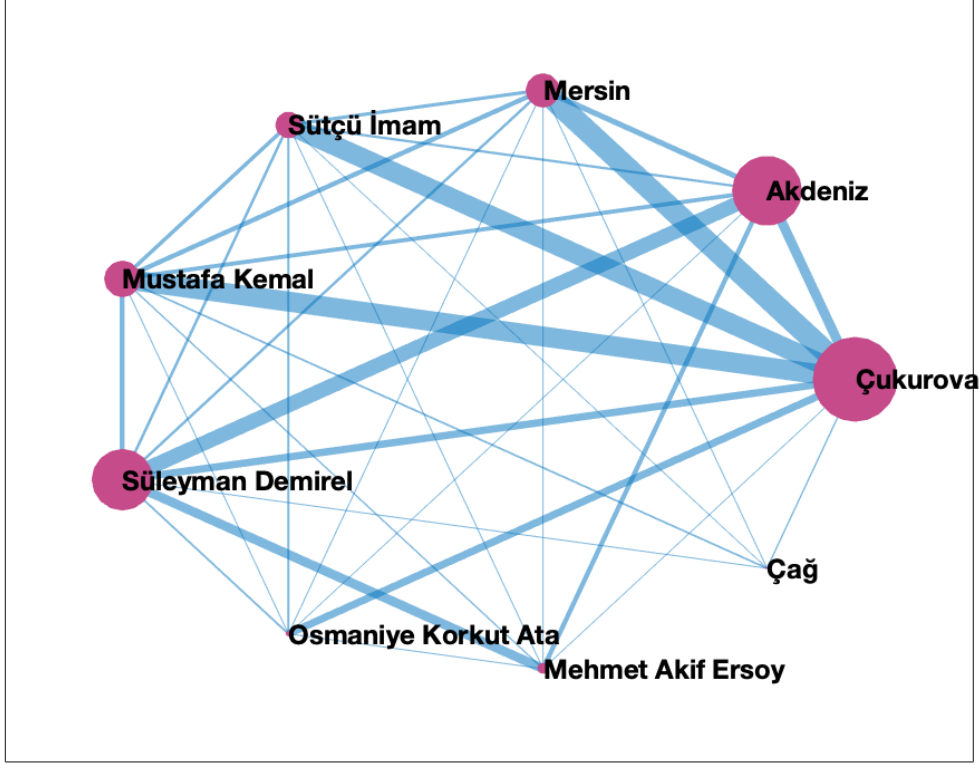 Mersin
Sütçü İmam
Akdeniz
Mustafa Kemal
Çukurova
Süleyman Demirel
Çağ
Osmaniye Korkut Ata
Mehmet Akif Ersoy